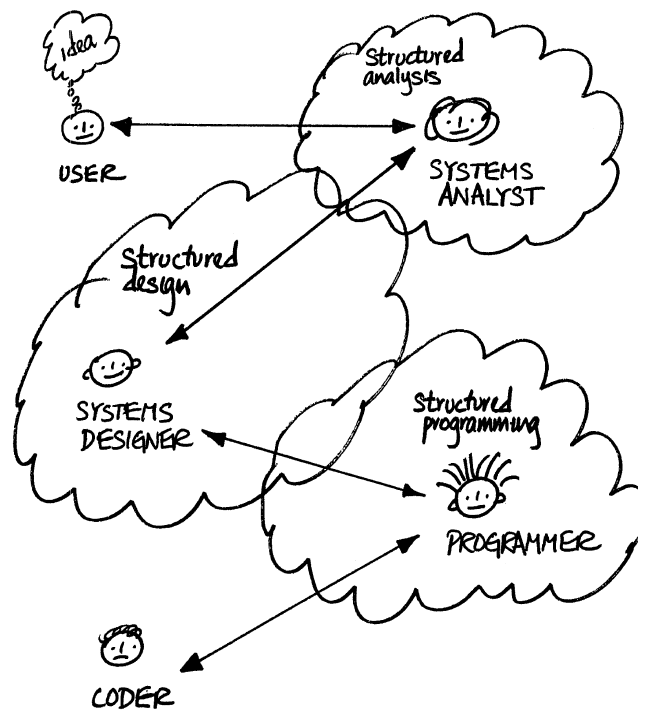 idea
USER
Structured
analysis
SYSTEMS
ANALYST
Structured
design
SYSTEMS
DESIGNER
Structured
programming
PROGRAMMER
CODER